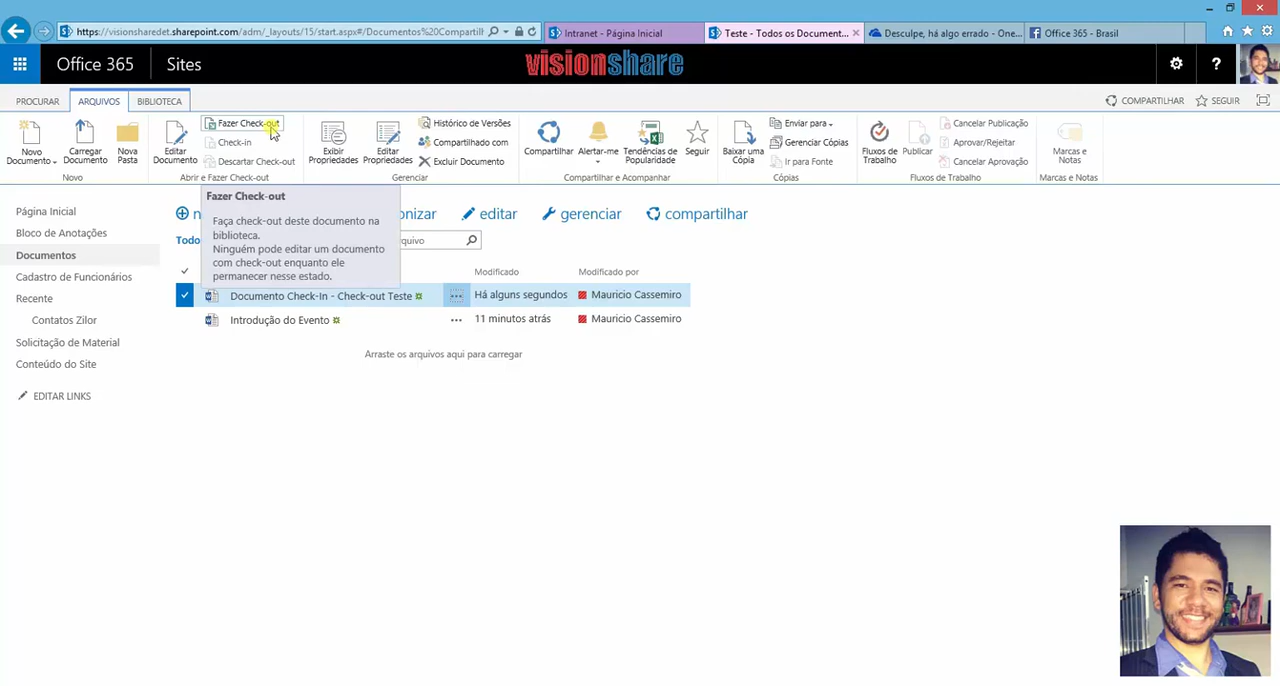 https://visionsharedet.sharepoint.com/adm/_layouts/15/start.aspx#/Documentos%20Compartilh
Intranet - Página Inicial
Teste - Todos os Document...
Desculpe, há algo errado - One...
Office 365 - Brasil
Office 365
Sites
visionshare
?
PROCURAR
ARQUIVOS
BIBLIOTECA
COMPARTILHAR
SEGUIR
Novo
Documento
Carregar
Documento
Nova
Pasta
Novo
Editar
Documento
Fazer Check-out
Check-in
Descartar Check-out
Abrir e Fazer Check-out
Exibir
Propriedades
Editar
Propriedades
Histórico de Versões
Compartilhado com
Excluir Documento
Gerenciar
Compartilhar
Alertar-me
Tendências de
Popularidade
Seguir
Compartilhar e Acompanhar
Baixar uma
Cópia
Enviar para
Gerenciar Cópias
Ir para Fonte
Cópias
Fluxos de
Trabalho
Publicar
Cancelar Publicação
Aprovar/Rejeitar
Cancelar Aprovação
Fluxos de Trabalho
Marcas e
Notas
Marcas e Notas
Fazer Check-out
Faça check-out deste documento na
biblioteca.
Ninguém pode editar um documento
com check-out enquanto ele
permanecer nesse estado.
Página Inicial
Bloco de Anotações
Documentos
Cadastro de Funcionários
Recente
Contatos Zilor
Solicitação de Material
Conteúdo do Site
EDITAR LINKS
n
onizar
editar
gerenciar
compartilhar
Todo
rquivo
Modificado
Modificado por
Documento Check-In - Check-out Teste
...
Há alguns segundos
Mauricio Cassemiro
Introdução do Evento
...
11 minutos atrás
Mauricio Cassemiro
Arraste os arquivos aqui para carregar